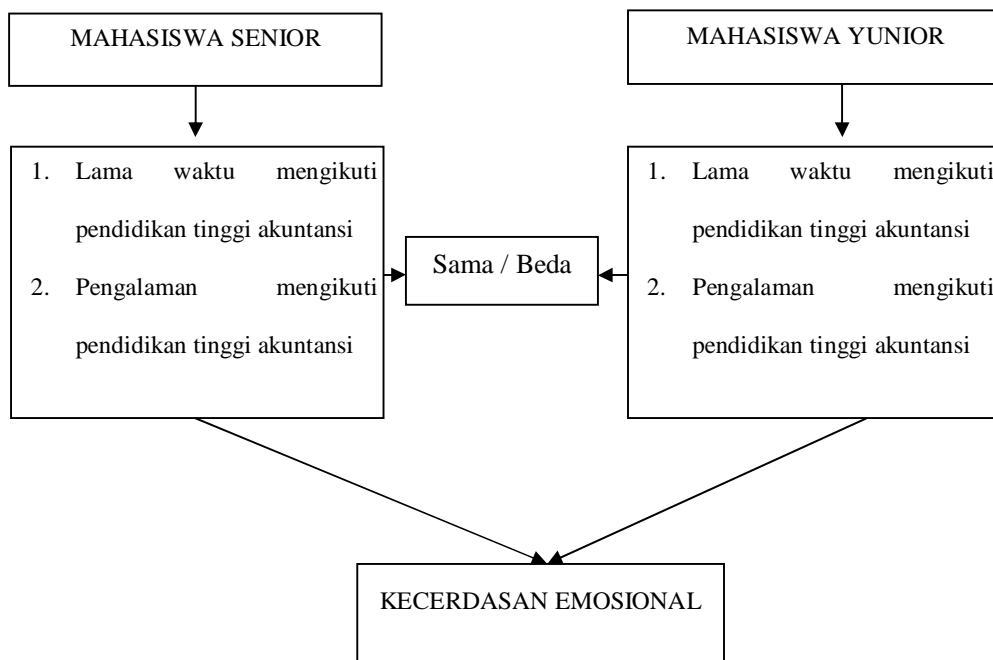 MAHASISWA SENIOR
MAHASISWA YUNIOR
1. Lama waktu mengikuti
pendidikan tinggi akuntansi
2. Pengalaman mengikuti
pendidikan tinggi akuntansi
Sama / Beda
1. Lama waktu mengikuti
pendidikan tinggi akuntansi
2. Pengalaman mengikuti
pendidikan tinggi akuntansi
KECERDASAN EMOSIONAL